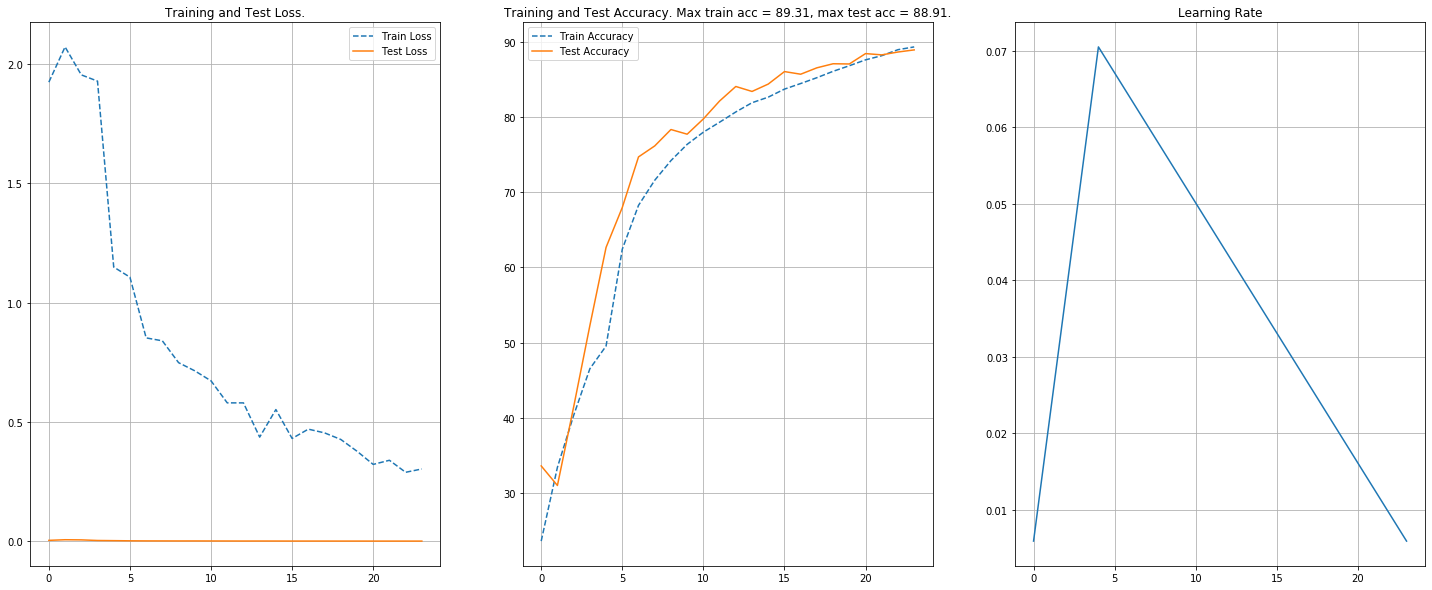 Training and Test Loss.
Train Loss
Test Loss
2.0
1.5
1.0
0.5
0.0
0 5 10 15 20
Training and Test Accuracy. Max train acc = 89.31, max test acc = 88.91.
Train Accuracy
Test Accuracy
90
80
70
60
50
40
30
0 5 10 15 20
Learning Rate
0.07
0.06
0.05
0.04
0.03
0.02
0.01
0 5 10 15 20